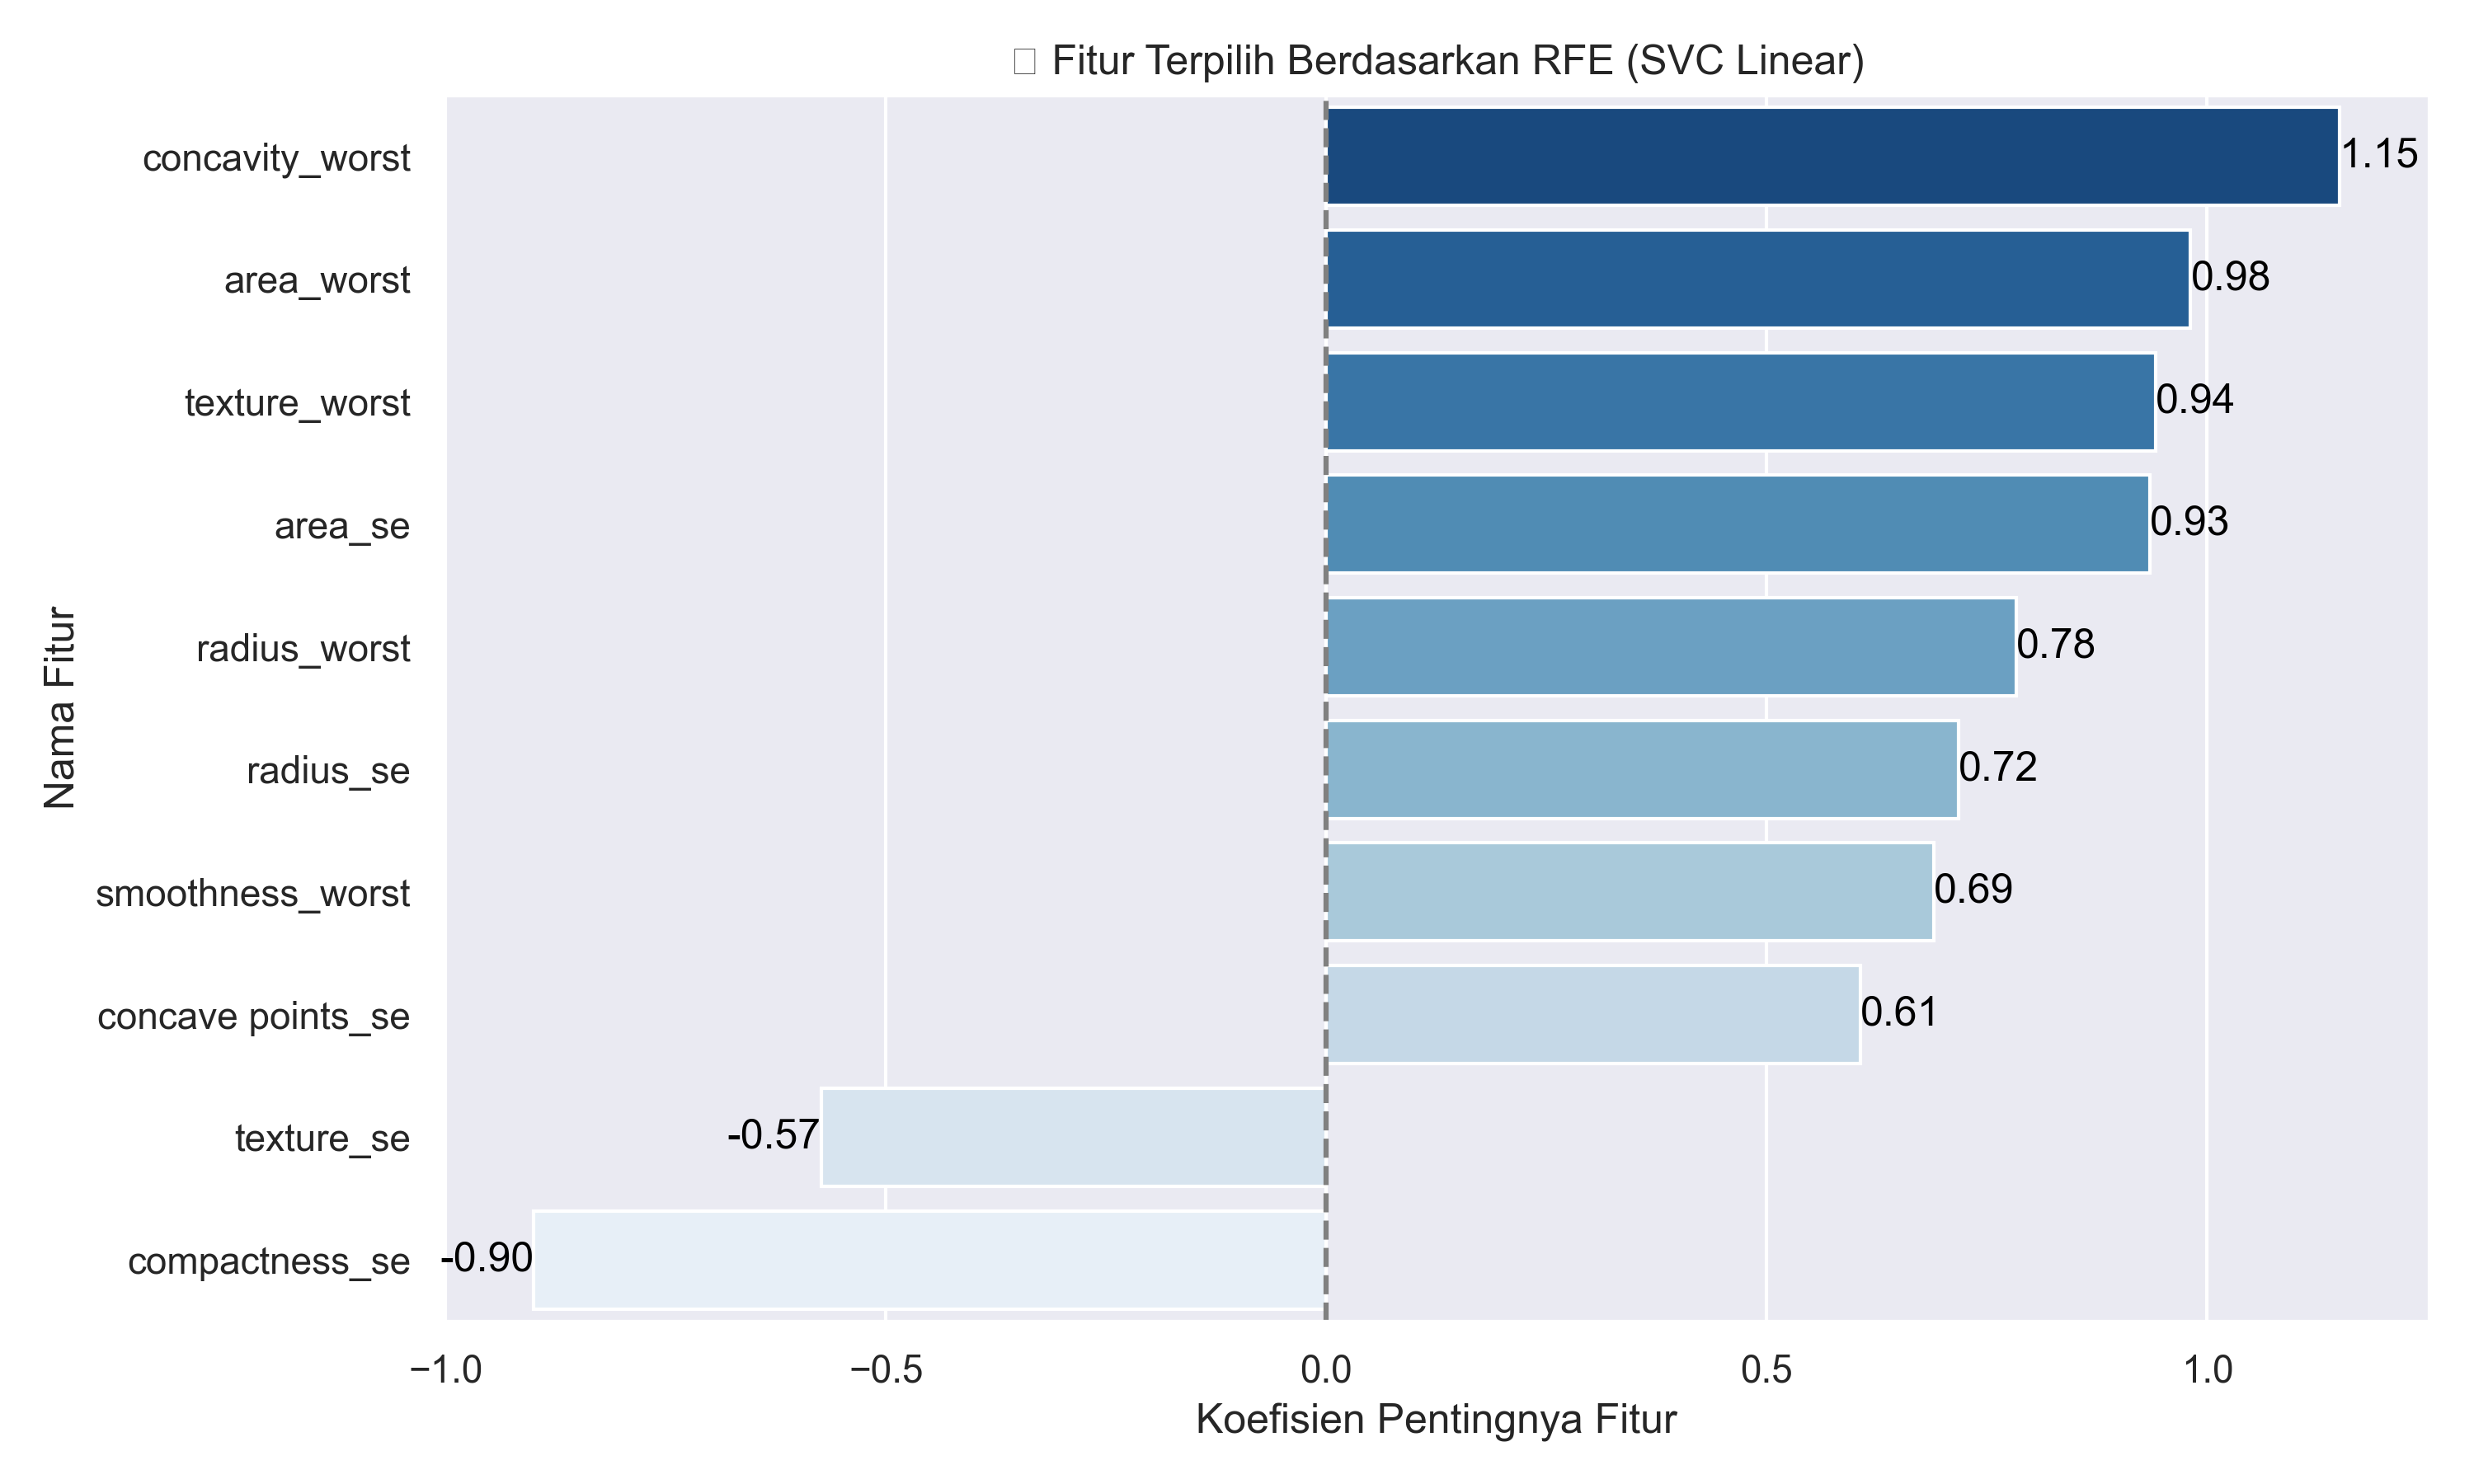 ▯ Fitur Terpilih Berdasarkan RFE (SVC Linear)
concavity_worst 1.15
area_worst 0.98
texture_worst 0.94
area_se 0.93
radius_worst 0.78
radius_se 0.72
smoothness_worst 0.69
concave points_se 0.61
texture_se -0.57
compactness_se -0.90
Nama Fitur
−1.0 −0.5 0.0 0.5 1.0
Koefisien Pentingnya Fitur